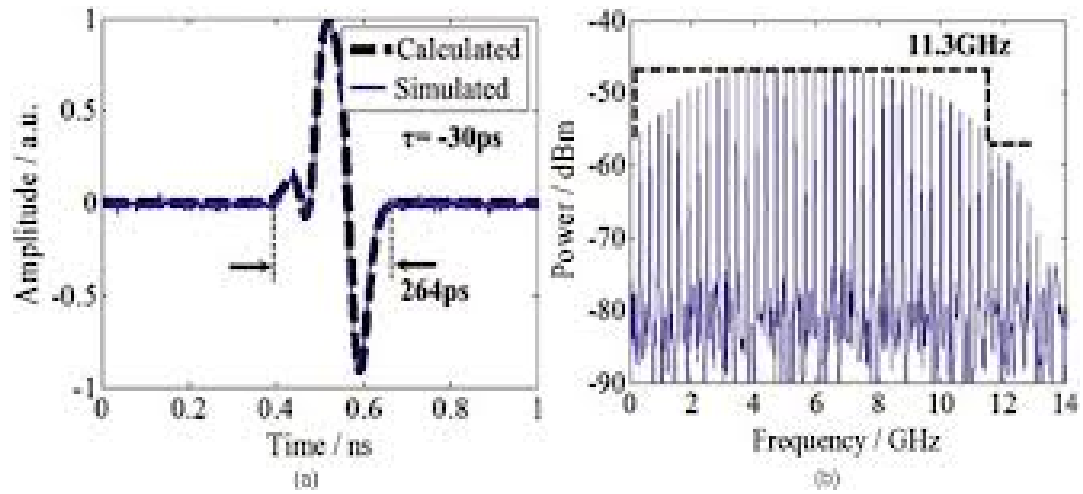 1
0.5
0
-0.5
-1
Amplitude / a.u.
Calculated
Simulated
τ= -30ps
264ps
0 0.2 0.4 0.6 0.8 1
Time / ns
(a)
-40
-50
-60
-70
-80
-90
Power / dBm
11.3GHz
0 2 4 6 8 10 12 14
Frequency / GHz
(b)